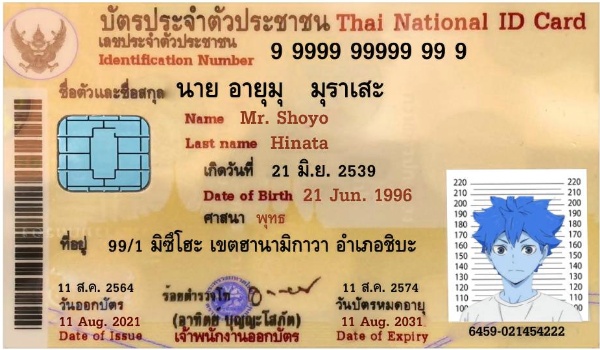 บัตรประจำตัวประชาชน Thai National ID Card
เลขประจำตัวประชาชน
Identification Number 9 9999 99999 99 9
ชื่อตัวและชื่อสกุล นาย อายุมุ มุราเสะ
Name Mr. Shoyo
Last name Hinata
เกิดวันที่ 21 มิ.ย. 2539
Date of Birth 21 Jun. 1996
ศาสนา พุทธ
ที่อยู่ 99/1 มิซึโฮะ เขตฮานามิกาวา อำเภอชิบะ
220 220
210 210
200 200
190 190
180 180
170 170
160 160
150 150
140 140
130 130
120 120
110 110
100
11 ส.ค. 2564
วันออกบัตร
11 Aug. 2021
Date of Issue
ร้อยตำรวจโท
(อาทิตย์ บุญญะโสภัต)
เจ้าพนักงานออกบัตร
11 ส.ค. 2574
วันบัตรหมดอายุ
11 Aug. 2031
Date of Expiry
6459-021454222